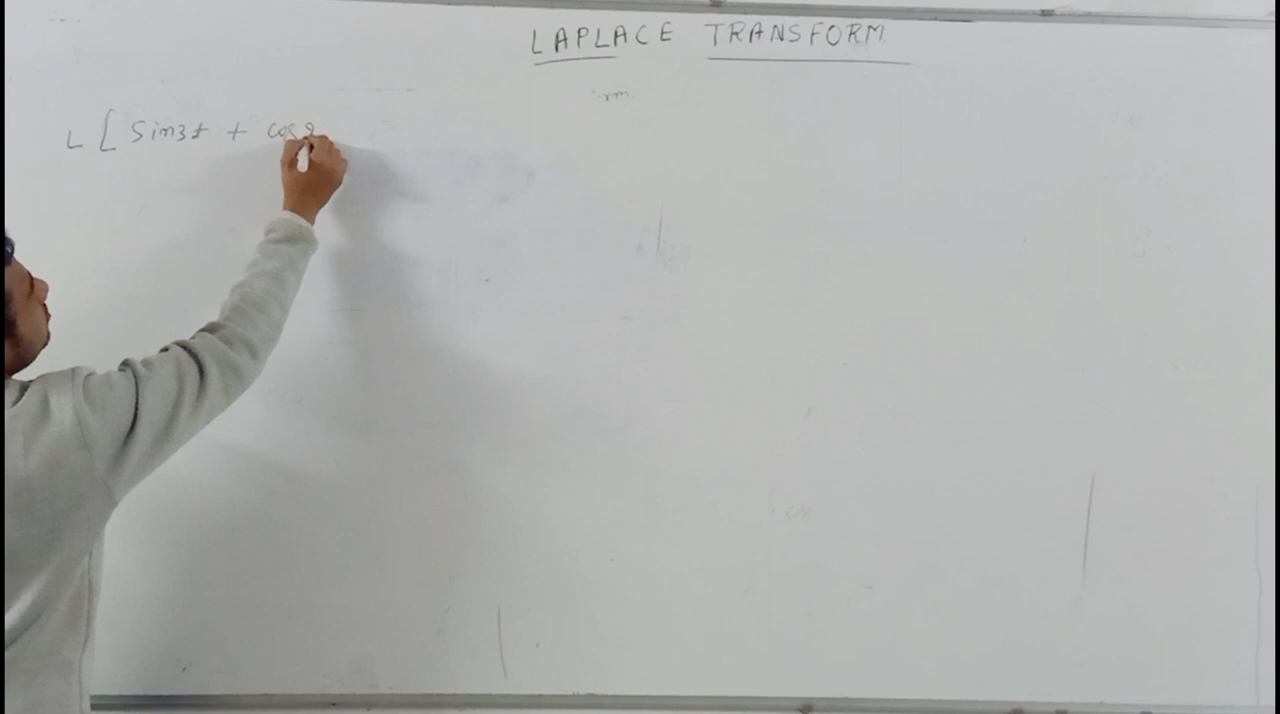 LAPLACE TRANSFORM
L [ Sin3t + cos